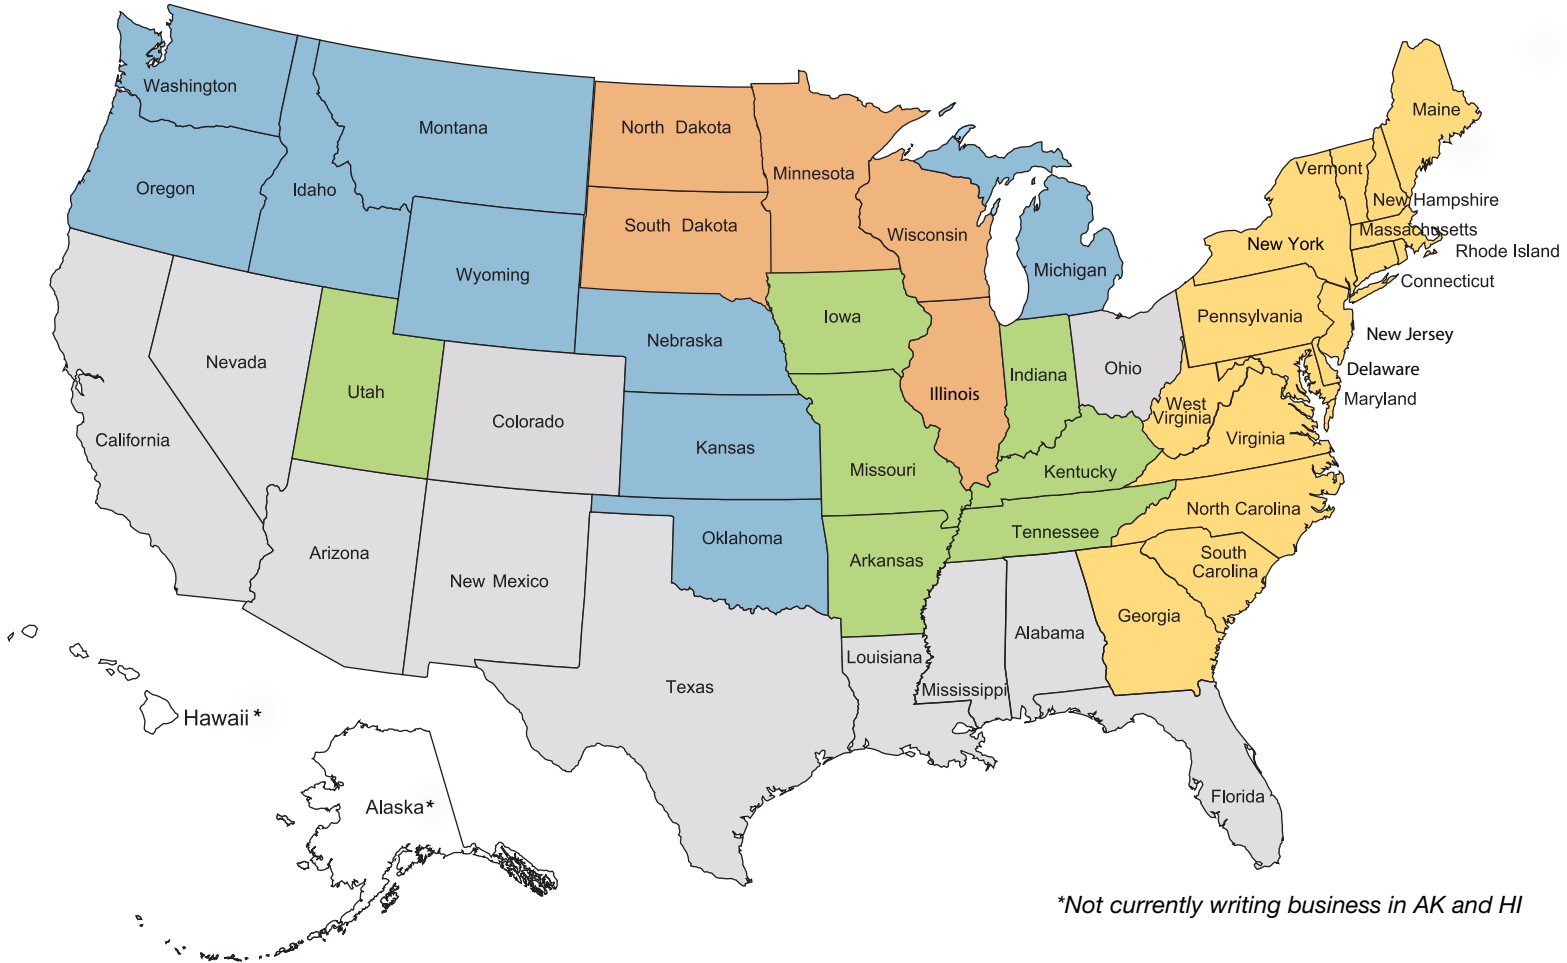 Washington
Montana
North Dakota
Minnesota
Maine
Oregon
Idaho
South Dakota
Wisconsin
Vermont
New Hampshire
Massachusetts
New York
Rhode Island
Wyoming
Michigan
Connecticut
Nebraska
Iowa
Pennsylvania
New Jersey
Nevada
Utah
Colorado
Illinois
Indiana
Ohio
Delaware
Maryland
West
Virginia
California
Kansas
Missouri
Kentucky
Virginia
Arizona
New Mexico
Oklahoma
Arkansas
Tennessee
North Carolina
South
Carolina
Georgia
Alabama
Louisiana
Texas
Mississippi
Hawaii *
Alaska*
Florida
*Not currently writing business in AK and HI